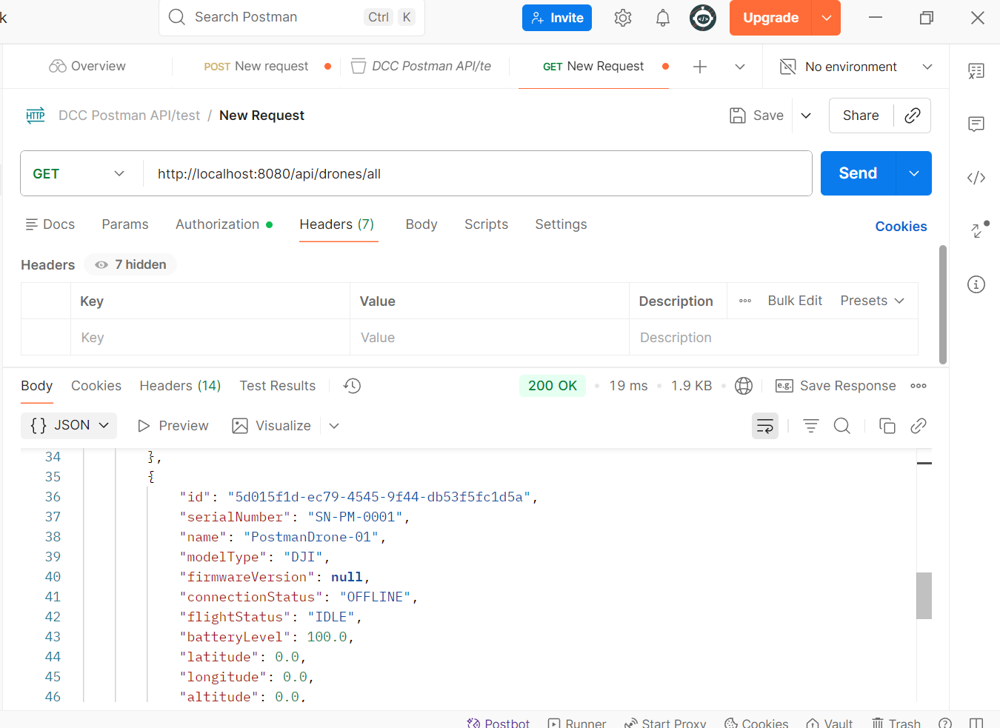 k
Search Postman Ctrl K Invite Upgrade
Overview POST New request DCC Postman API/te GET New Request No environment
HTTP DCC Postman API/test / New Request Save Share
GET http://localhost:8080/api/drones/all Send
Docs Params Authorization Headers (7) Body Scripts Settings Cookies
Headers 7 hidden
Key Value Description Bulk Edit Presets
Key Value Description
Body Cookies Headers (14) Test Results 200 OK • 19 ms • 1.9 KB • e.g. Save Response
{} JSON Preview Visualize
34 },
35 {
36 "id": "5d015f1d-ec79-4545-9f44-db53f5fc1d5a",
37 "serialNumber": "SN-PM-0001",
38 "name": "PostmanDrone-01",
39 "modelType": "DJI",
40 "firmwareVersion": null,
41 "connectionStatus": "OFFLINE",
42 "flightStatus": "IDLE",
43 "batteryLevel": 100.0,
44 "latitude": 0.0,
45 "longitude": 0.0,
46 "altitude": 0.0,
Postbot Runner Start Proxy Cookies Vault Trash